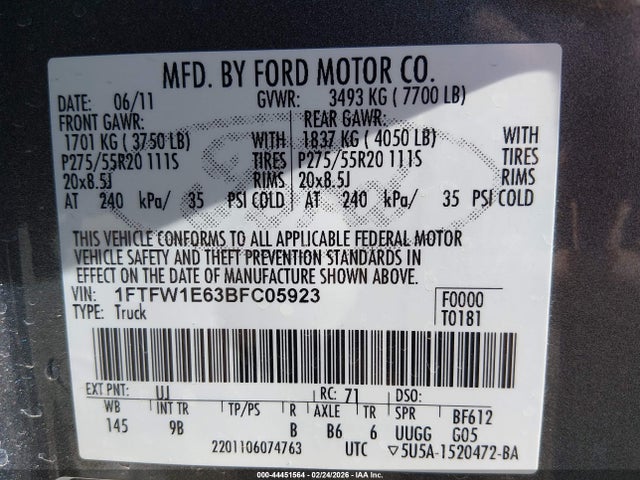 MFD. BY FORD MOTOR CO.
DATE: 06/11 GVWR: 3493 KG ( 7700 LB)
FRONT GAWR: REAR GAWR:
1701 KG ( 3750 LB) WITH 1837 KG ( 4050 LB) WITH
P275/55R20 111S TIRES P275/55R20 111S TIRES
20x8.5J RIMS 20x8.5J RIMS
AT 240 kPa/ 35 PSI COLD AT 240 kPa/ 35 PSI COLD
THIS VEHICLE CONFORMS TO ALL APPLICABLE FEDERAL MOTOR
VEHICLE SAFETY AND THEFT PREVENTION STANDARDS IN
EFFECT ON THE DATE OF MANUFACTURE SHOWN ABOVE.
VIN: 1FTFW1E63BFC05923 F0000
TYPE: Truck T0181
EXT PNT: UJ RC: 71 DSO:
WB INT TR TP/PS R AXLE TR SPR BF612
145 9B B B6 6 UUGG G05
2201106074763 UTC ▽5U5A-1520472-BA
000-44451564 - 02/24/2026 - © IAA, LLC